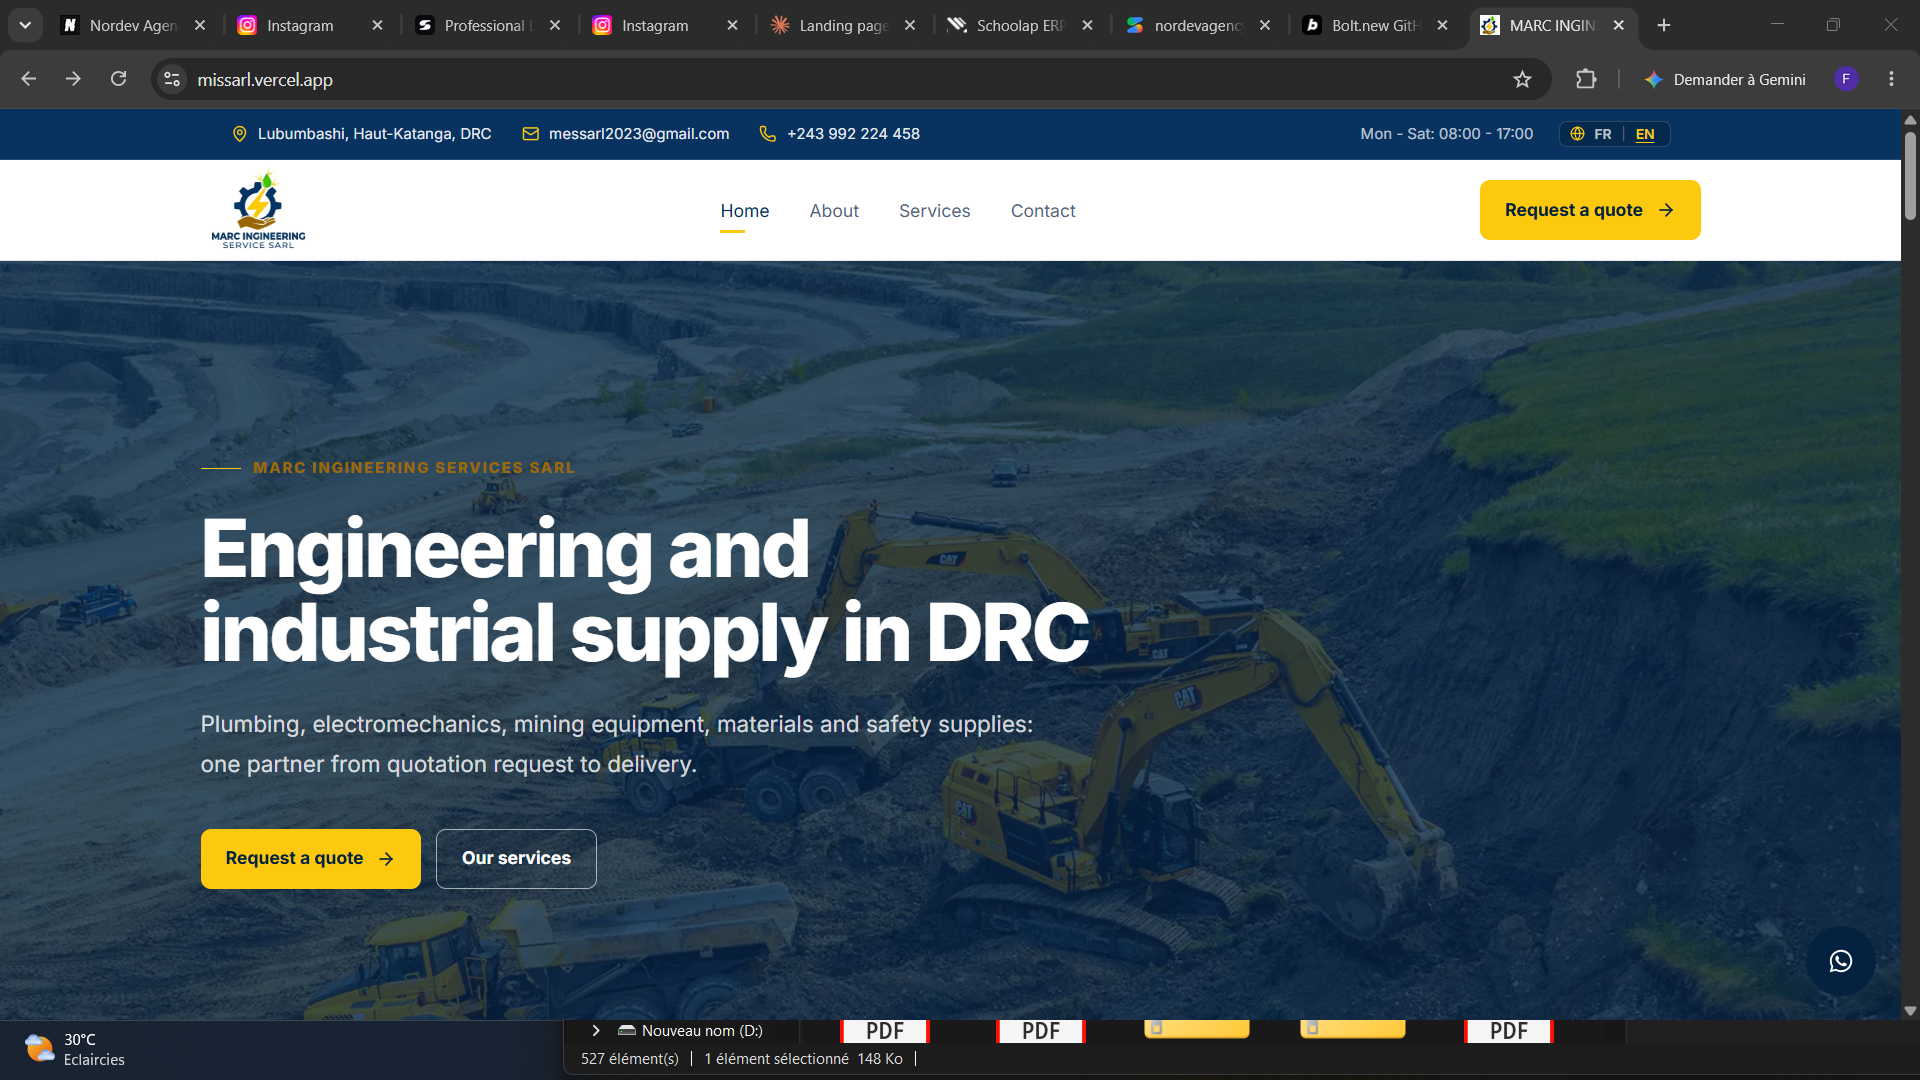 Nordev Agen
Instagram
Professional
Instagram
Landing page
Schoolap ERP
nordevagenc
Bolt.new GitH
MARC INGIN
missarl.vercel.app
Demander à Gemini
F
Lubumbashi, Haut-Katanga, DRC
messarl2023@gmail.com
+243 992 224 458
Mon - Sat: 08:00 - 17:00
FR | EN
MARC INGINEERING
SERVICE SARL
Home
About
Services
Contact
Request a quote
MARC INGINEERING SERVICES SARL
Engineering and
industrial supply in DRC
Plumbing, electromechanics, mining equipment, materials and safety supplies:
one partner from quotation request to delivery.
Request a quote
Our services
CAT
CAT
CAT
CAT
30°C
Eclaircies
Nouveau nom (D:)
PDF
PDF
PDF
527 élément(s)
1 élément sélectionné 148 Ko